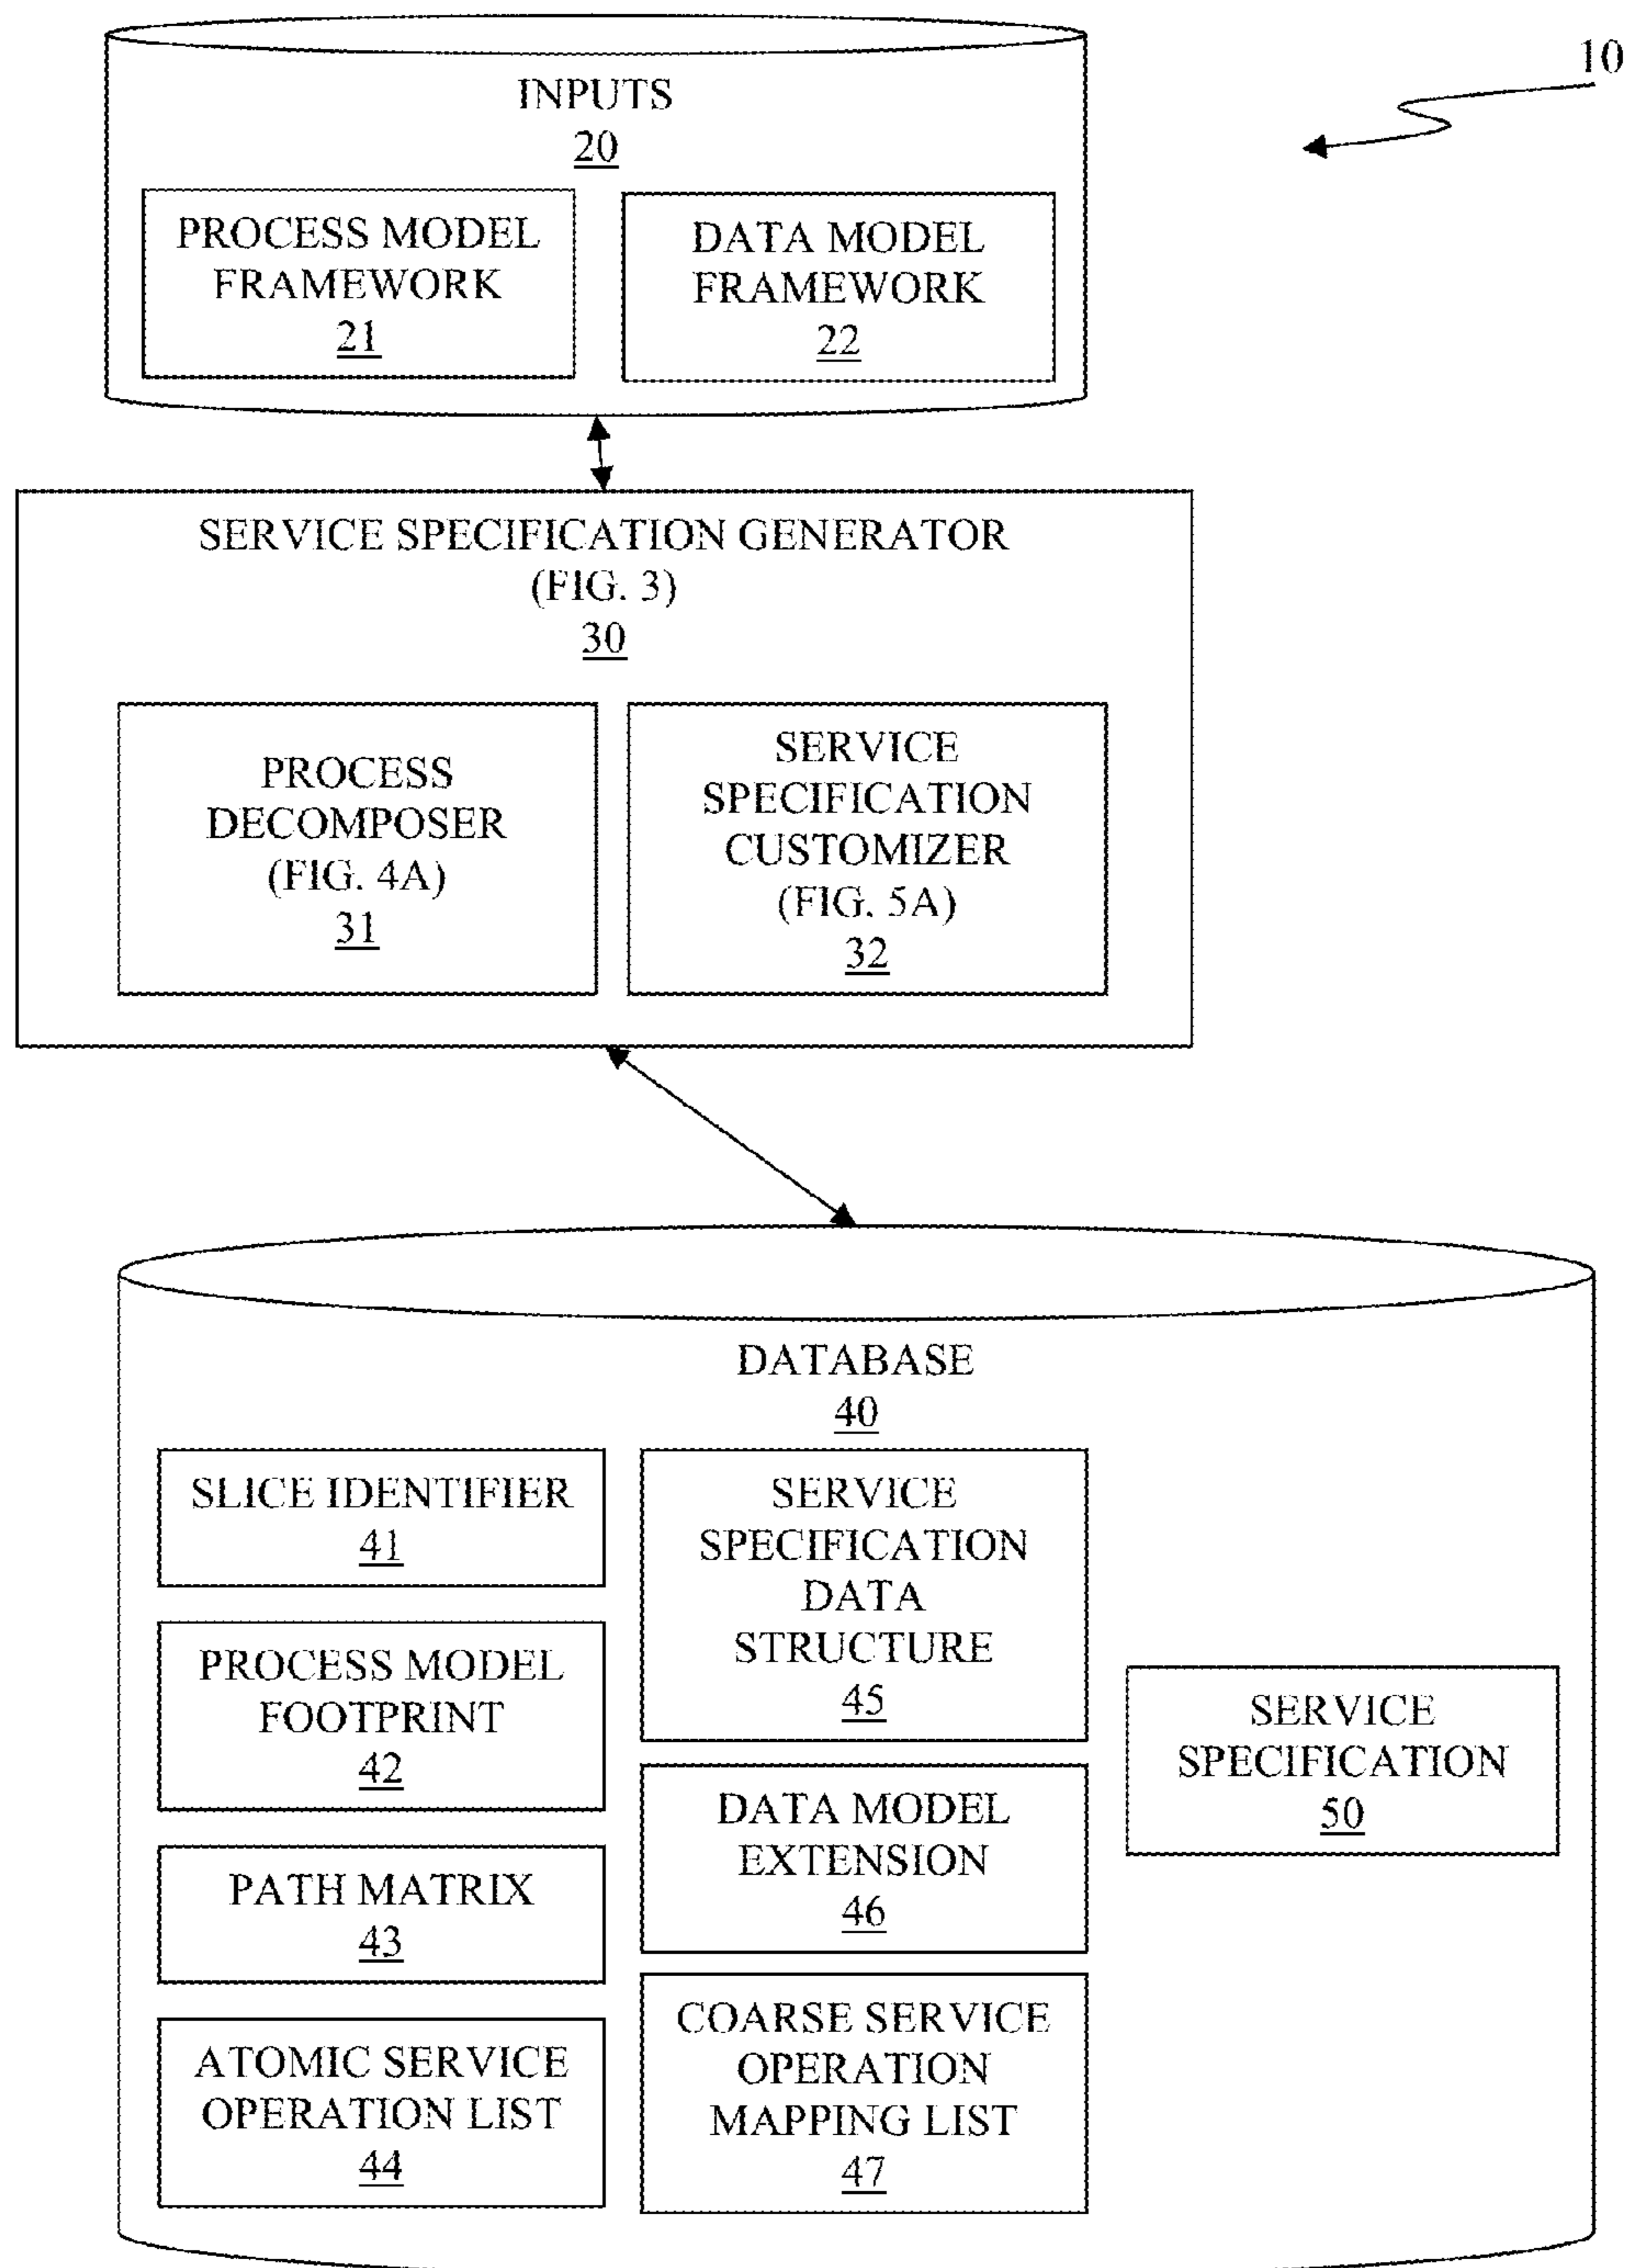 10
INPUTS
20
PROCESS MODEL
FRAMEWORK
21
DATA MODEL
FRAMEWORK
22
SERVICE SPECIFICATION GENERATOR
(FIG. 3)
30
PROCESS
DECOMPOSER
(FIG. 4A)
31
SERVICE
SPECIFICATION
CUSTOMIZER
(FIG. 5A)
32
DATABASE
40
SLICE IDENTIFIER
41
PROCESS MODEL
FOOTPRINT
42
PATH MATRIX
43
ATOMIC SERVICE
OPERATION LIST
44
SERVICE
SPECIFICATION
DATA
STRUCTURE
45
DATA MODEL
EXTENSION
46
COARSE SERVICE
OPERATION
MAPPING LIST
47
SERVICE
SPECIFICATION
50